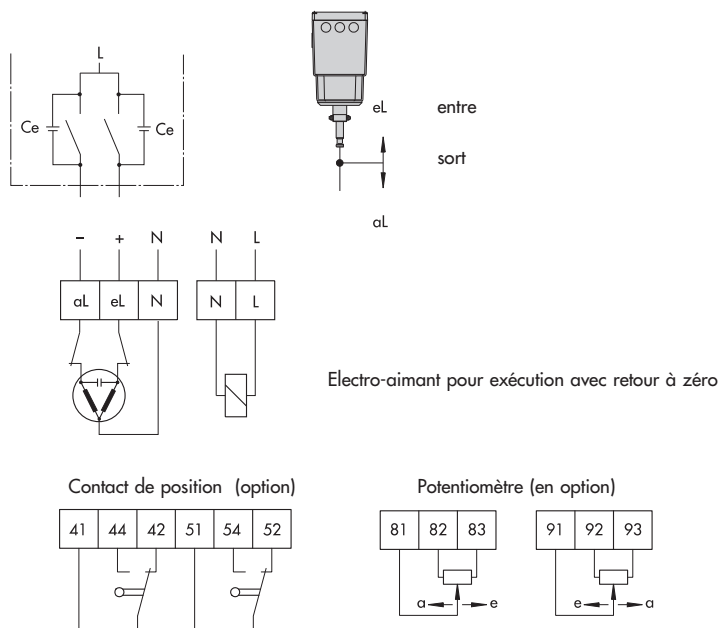 L
Ce
Ce
eL entre
sort
aL
– + N N L
aL eL N N L
Electro-aimant pour exécution avec retour à zéro
Contact de position (option) Potentiomètre (en option)
41 44 42 51 54 52 81 82 83 91 92 93
a e e a